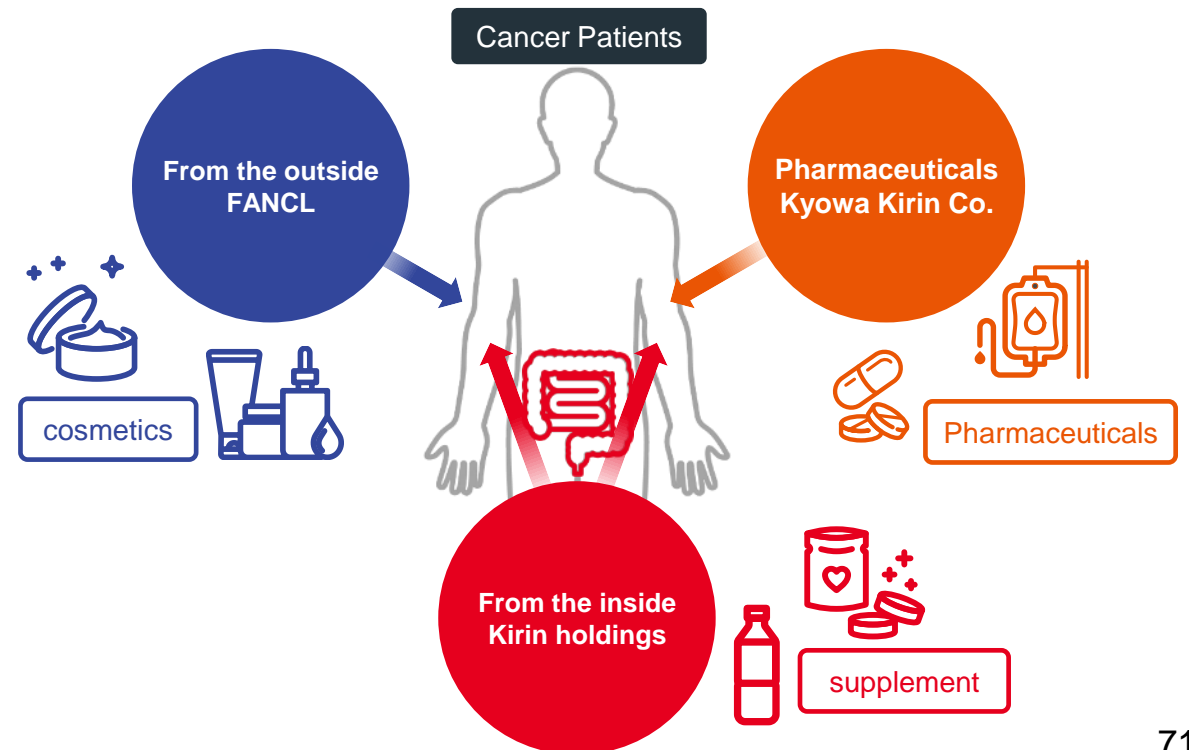 Cancer Patients
From the outside
FANCL
Pharmaceuticals
Kyowa Kirin Co.
cosmetics
Pharmaceuticals
From the inside
Kirin holdings
supplement
71